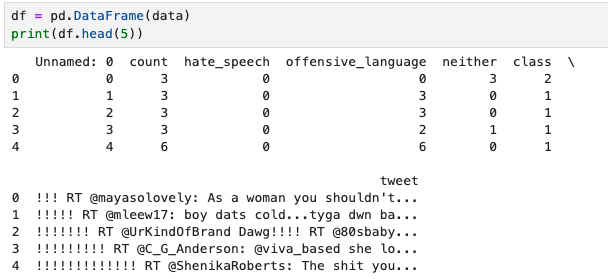 df = pd.DataFrame(data)
print(df.head(5))
Unnamed: 0 count hate_speech offensive_language neither class \
0 0 3 0 0 3 2
1 1 3 0 3 0 1
2 2 3 0 3 0 1
3 3 3 0 2 1 1
4 4 6 0 6 0 1
tweet
0 !!! RT @mayasolovely: As a woman you shouldn't...
1 !!!!! RT @mleew17: boy dats cold...tyga dwn ba...
2 !!!!!!! RT @UrKindOfBrand Dawg!!!! RT @80sbaby...
3 !!!!!!!!! RT @C_G_Anderson: @viva_based she lo...
4 !!!!!!!!!!!!! RT @ShenikaRoberts: The shit you...